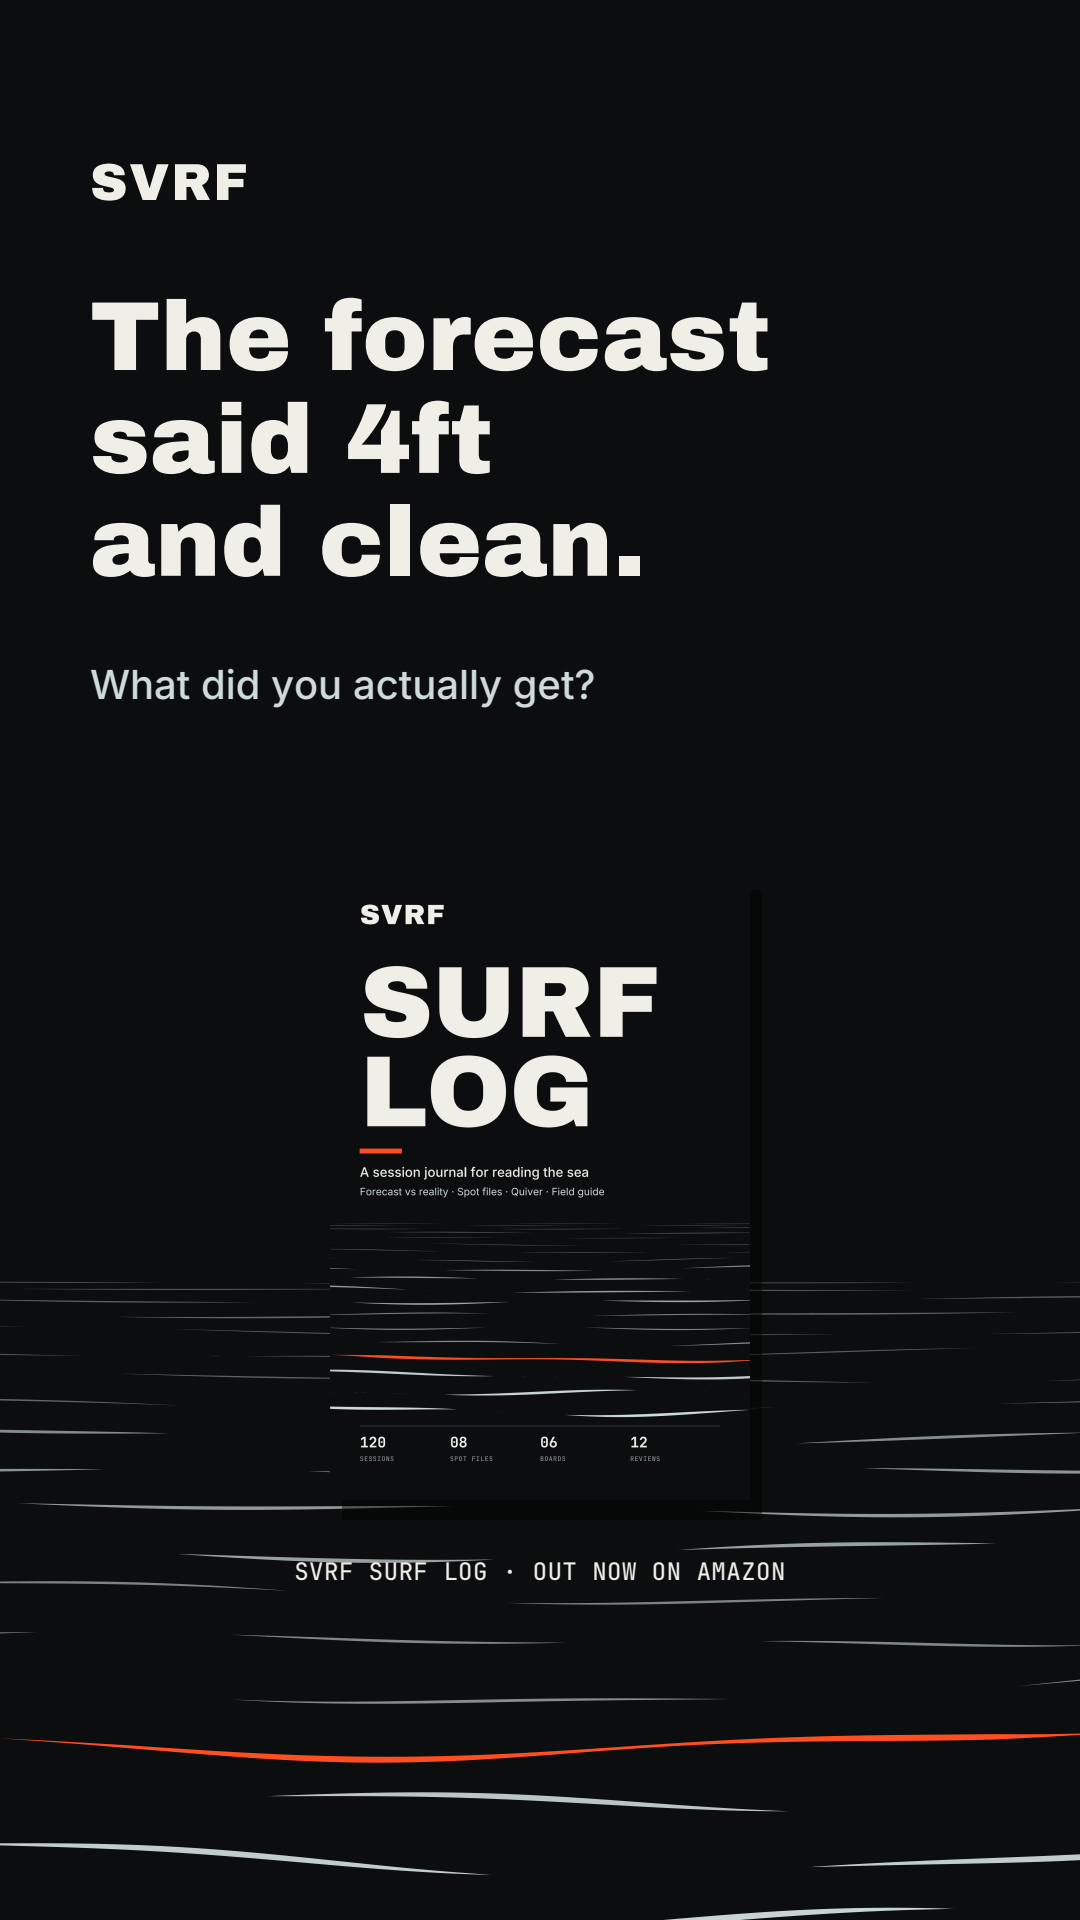 SVRF
The forecast
said 4ft
and clean.
What did you actually get?
SVRF
SURF
LOG
A session journal for reading the sea
Forecast vs reality · Spot files · Quiver · Field guide
120 08 06 12
SESSIONS SPOT FILES BOARDS REVIEWS
SVRF SURF LOG · OUT NOW ON AMAZON